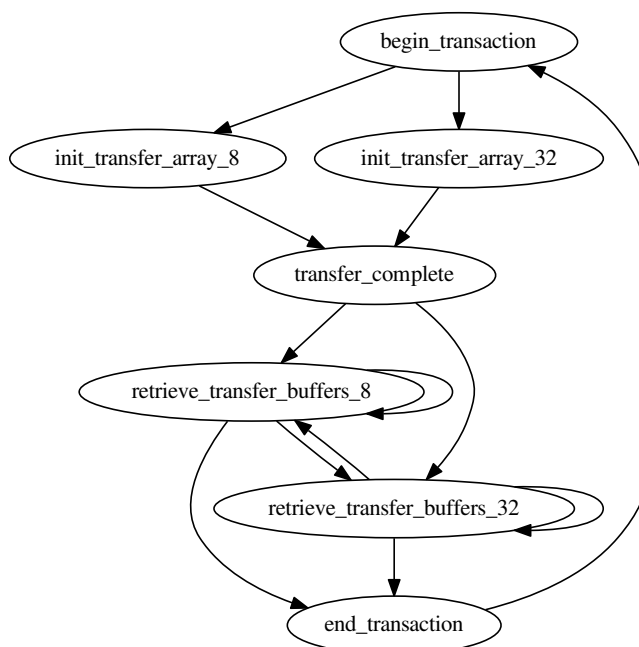 begin_transaction
init_transfer_array_8
init_transfer_array_32
transfer_complete
retrieve_transfer_buffers_8
retrieve_transfer_buffers_32
end_transaction